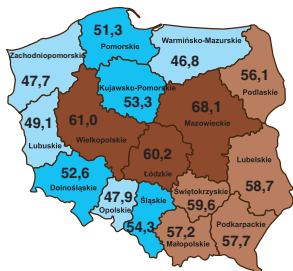 51,3
Pomorskie
Warmińsko-Mazurskie
46,8
Zachodniopomorskie
47,7
Kujawsko-Pomorskie
53,3
56,1
Podlaskie
68,1
Mazowieckie
49,1
Lubuskie
61,0
Wielkopolskie
60,2
Łódzkie
Lubelskie
58,7
52,6
Dolnośląskie
47,9
Opolskie
Śląskie
54,3
Świętokrzyskie
59,6
57,2
Małopolskie
Podkarpackie
57,7